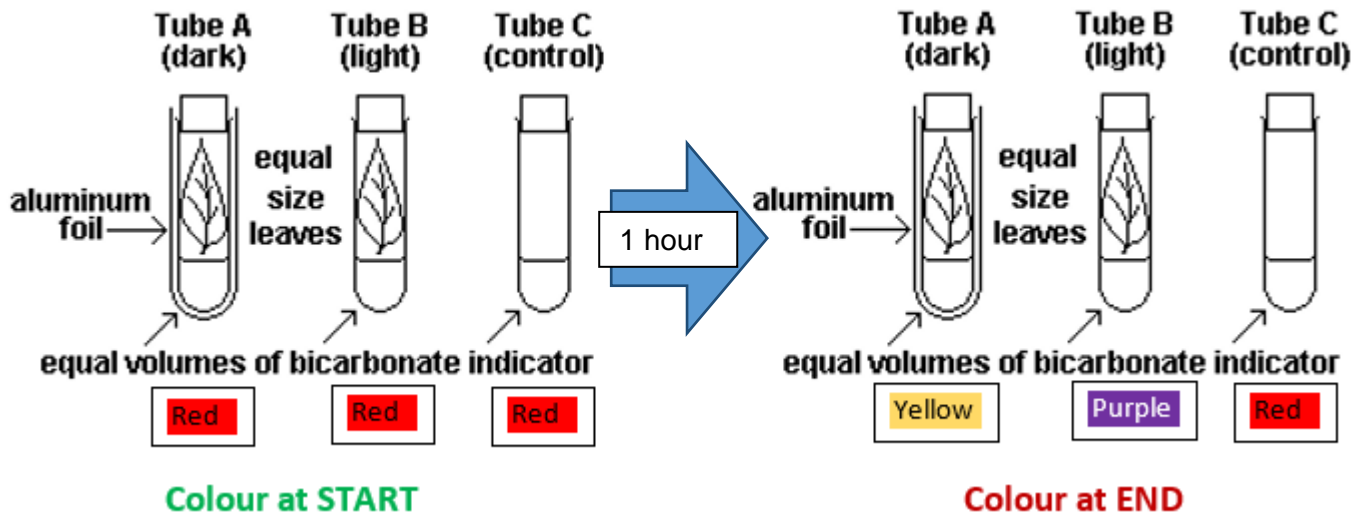 Tube A
(dark)
Tube B
(light)
Tube C
(control)
aluminum
foil
equal
size
leaves
equal volumes of bicarbonate indicator
Red
Red
Red
Colour at START
1 hour
Tube A
(dark)
Tube B
(light)
Tube C
(control)
aluminum
foil
equal
size
leaves
equal volumes of bicarbonate indicator
Yellow
Purple
Red
Colour at END